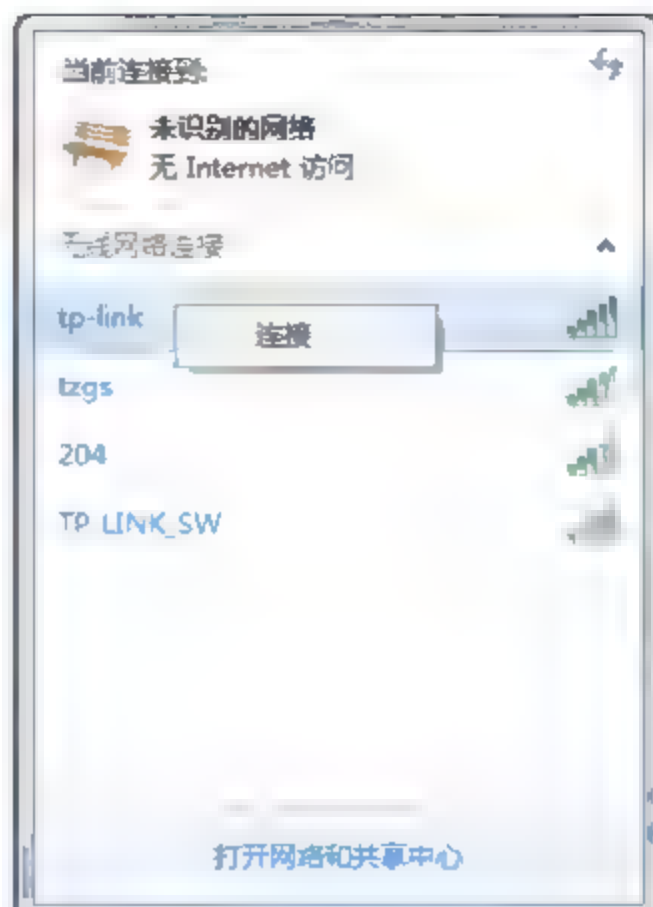 当前连接到:
未识别的网络
无 Internet 访问
无线网络连接
tp-link
连接
tzgs
204
TP LINK_SW
打开网络和共享中心